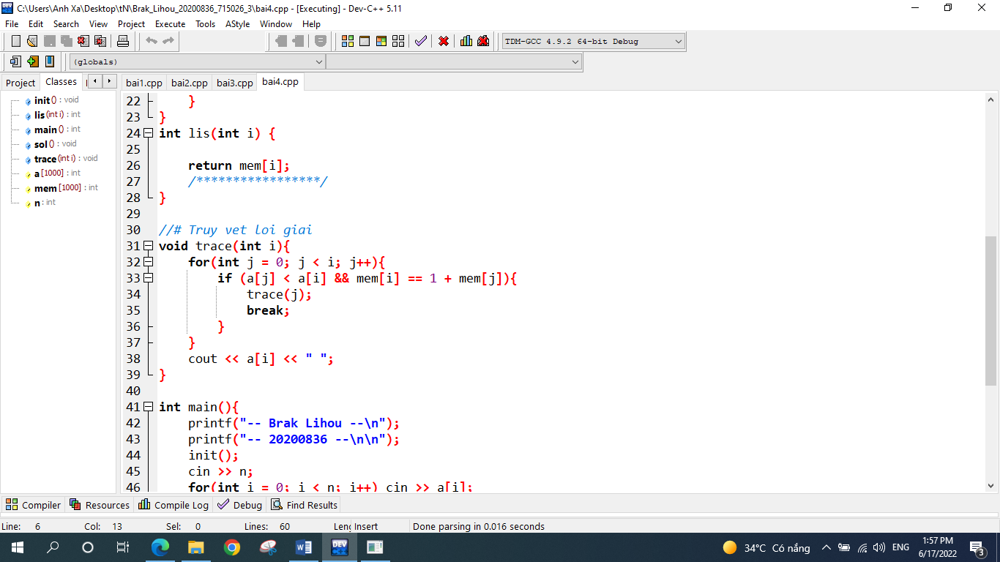 C:\Users\Anh Xa\Desktop\tN\Brak_Lihou_20200836_715026_3\bai4.cpp - [Executing] - Dev-C++ 5.11
File Edit Search View Project Execute Tools AStyle Window Help
TDM-GCC 4.9.2 64-bit Debug
(globals)
Project Classes
bai1.cpp bai2.cpp bai3.cpp bai4.cpp
init () : void
lis (int i) : int
main () : int
sol () : void
trace (int i) : void
a [1000] : int
mem [1000] : int
n : int
22 }
23 }
24 int lis(int i) {
25
26 return mem[i];
27 /*****************/
28 }
29
30 //# Truy vet loi giai
31 void trace(int i){
32 for(int j = 0; j < i; j++){
33 if (a[j] < a[i] && mem[i] == 1 + mem[j]){
34 trace(j);
35 break;
36 }
37 }
38 cout << a[i] << " ";
39 }
40
41 int main(){
42 printf("-- Brak Lihou --\n");
43 printf("-- 20200836 --\n\n");
44 init();
45 cin >> n;
46 for(int i = 0; i < n; i++) cin >> a[i];
Compiler Resources Compile Log Debug Find Results
Line: 6 Col: 13 Sel: 0 Lines: 60 Leng Insert Done parsing in 0.016 seconds
DEV
34°C Có nắng ENG
1:57 PM
6/17/2022
3